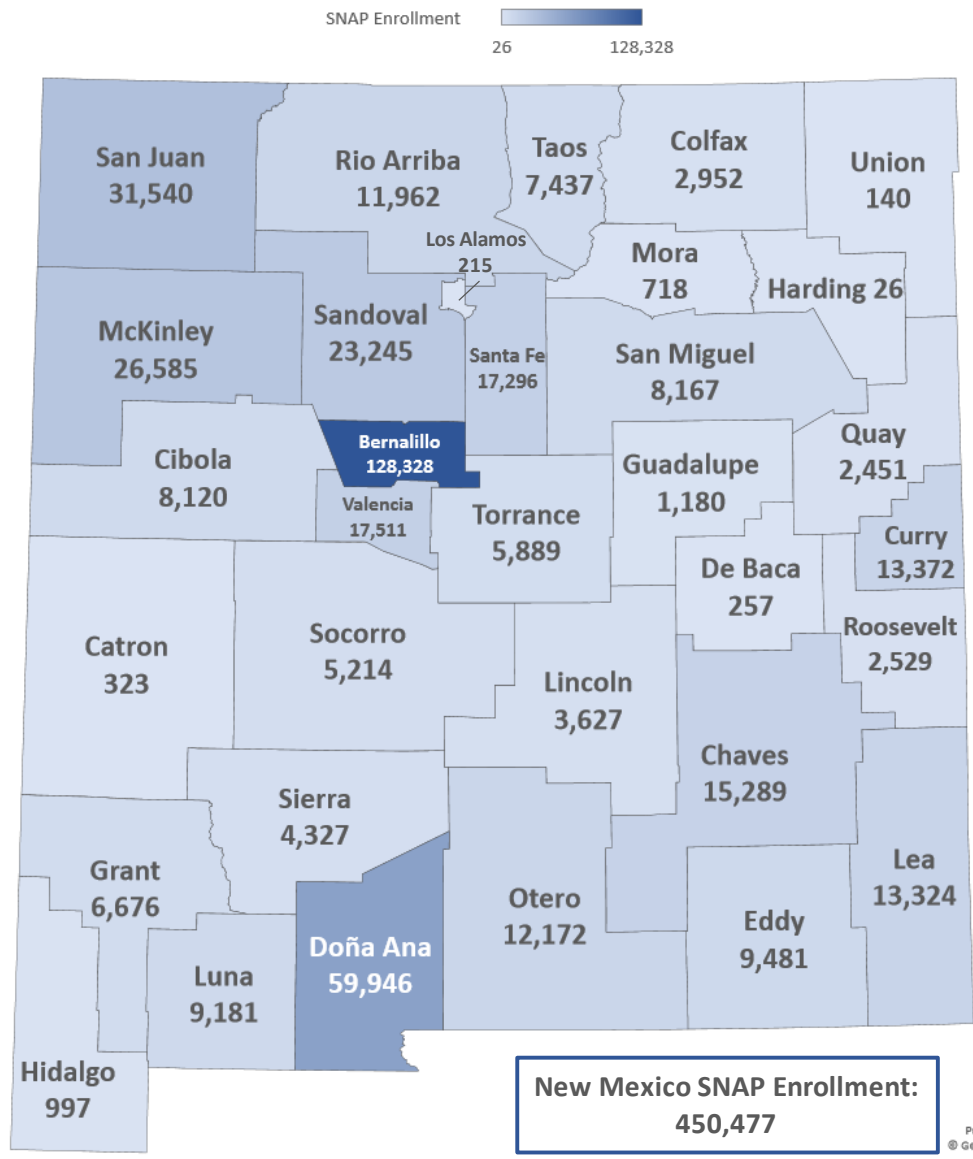 SNAP Enrollment
26
128,328
San Juan
31,540
Rio Arriba
11,962
Taos
7,437
Colfax
2,952
Union
140
Los Alamos
215
Mora
718
Harding 26
McKinley
26,585
Sandoval
23,245
Santa Fe
17,296
San Miguel
8,167
Quay
2,451
Bernalillo
128,328
Cibola
8,120
Valencia
17,511
Guadalupe
1,180
Torrance
5,889
Curry
13,372
De Baca
257
Roosevelt
2,529
Catron
323
Socorro
5,214
Lincoln
3,627
Chaves
15,289
Sierra
4,327
Grant
6,676
Lea
13,324
Otero
12,172
Eddy
9,481
Doña Ana
59,946
Luna
9,181
Hidalgo
997
New Mexico SNAP Enrollment:
450,477